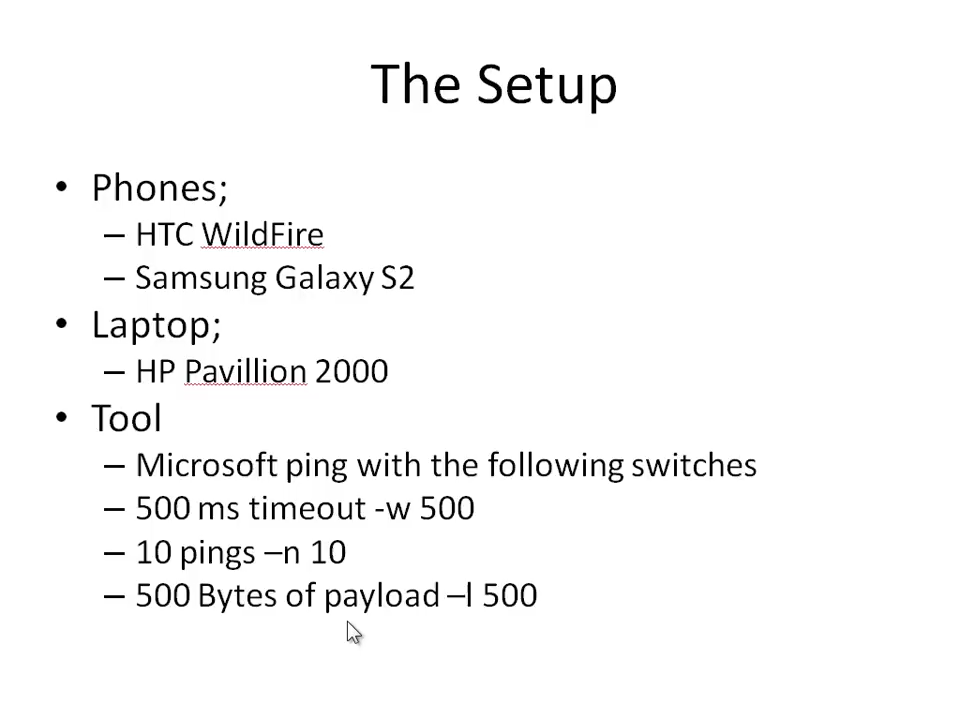 The Setup
• Phones;
– HTC WildFire
– Samsung Galaxy S2
• Laptop;
– HP Pavillion 2000
• Tool
– Microsoft ping with the following switches
– 500 ms timeout -w 500
– 10 pings –n 10
– 500 Bytes of payload –l 500